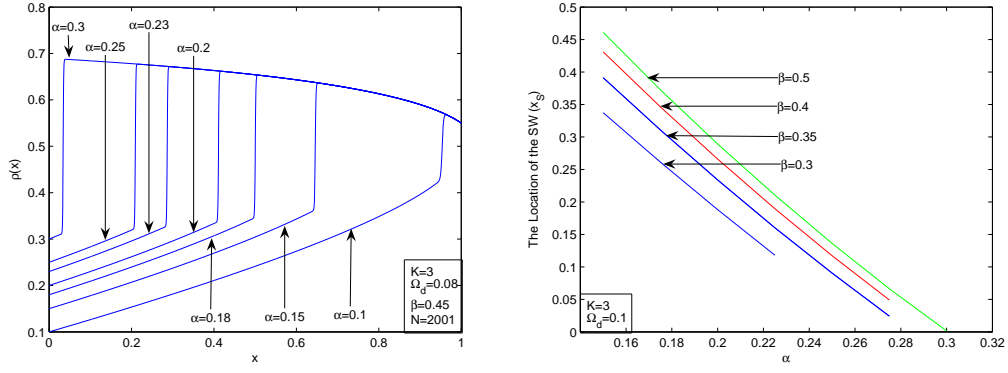 α=0.3
α=0.23
α=0.25
α=0.2
0.8
0.7
0.6
0.5
0.4
0.3
0.2
0.1
ρ(x)
α=0.18
α=0.15
α=0.1
K=3
Ω_d=0.08
β=0.45
N=2001
0
0.2
0.4
0.6
0.8
1
x
0.5
0.45
0.4
0.35
0.3
0.25
0.2
0.15
0.1
0.05
0
The Location of the SW (x_S)
β=0.5
β=0.4
β=0.35
β=0.3
K=3
Ω_d=0.1
0.16
0.18
0.2
0.22
0.24
0.26
0.28
0.3
0.32
α